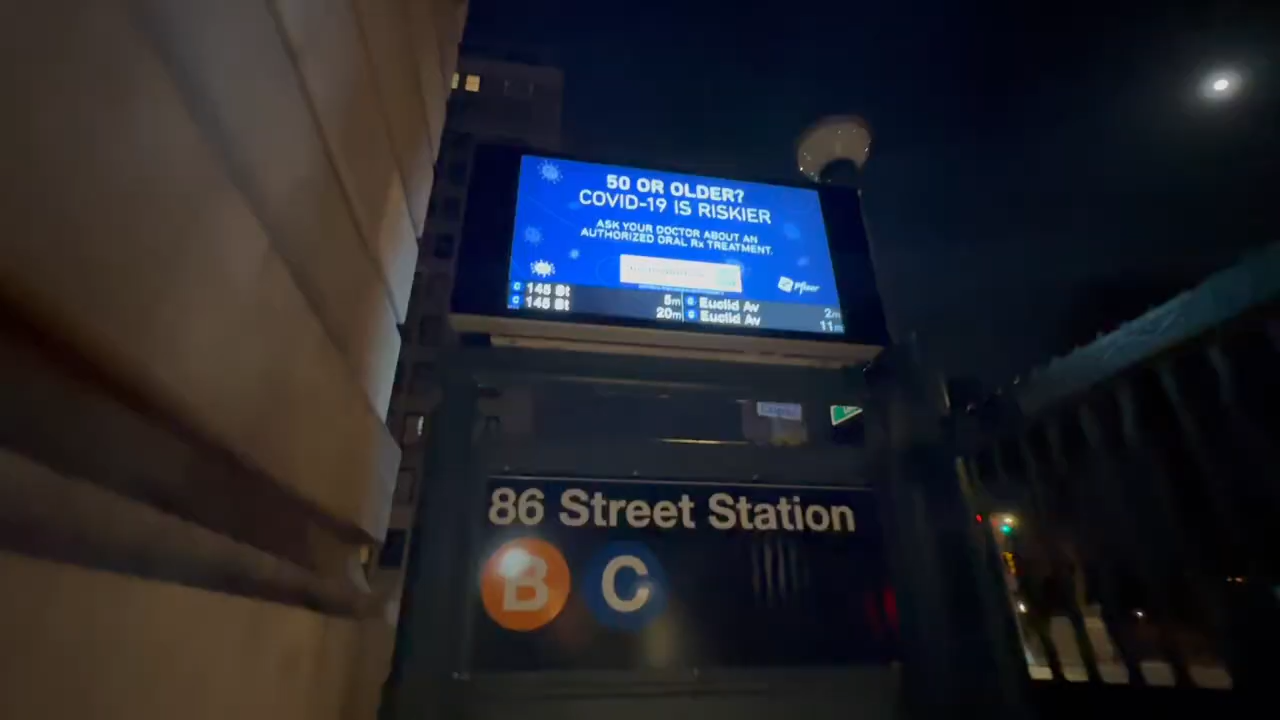 50 OR OLDER?
COVID-19 IS RISKIER
ASK YOUR DOCTOR ABOUT AN
AUTHORIZED ORAL Rx TREATMENT.
Pfizer
C 145 St 5m
C 145 St 20m
C Euclid Av 2m
C Euclid Av 11m
86 Street Station
B C